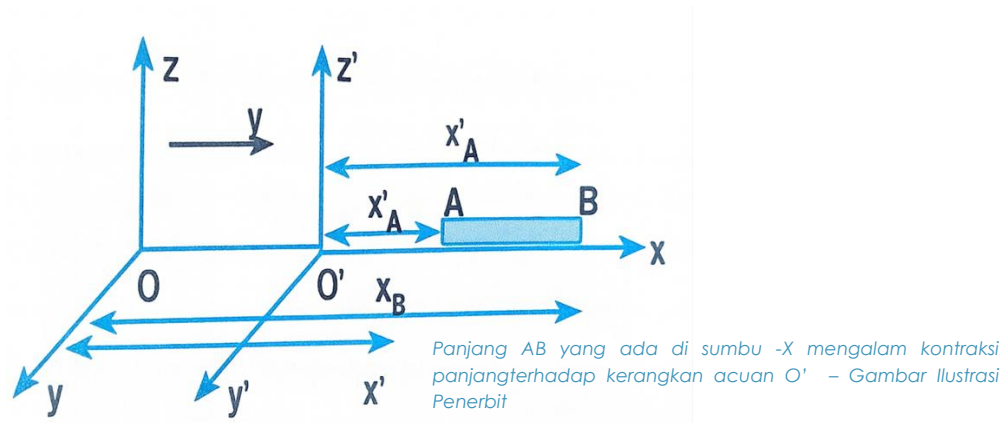 z
z'
y
x'A
x'A
A
B
x
O
O'
xB
Panjang AB yang ada di sumbu -X mengalam kontraksi
panjangterhadap kerangkan acuan O' – Gambar Ilustrasi
Penerbit
y
y'
x'